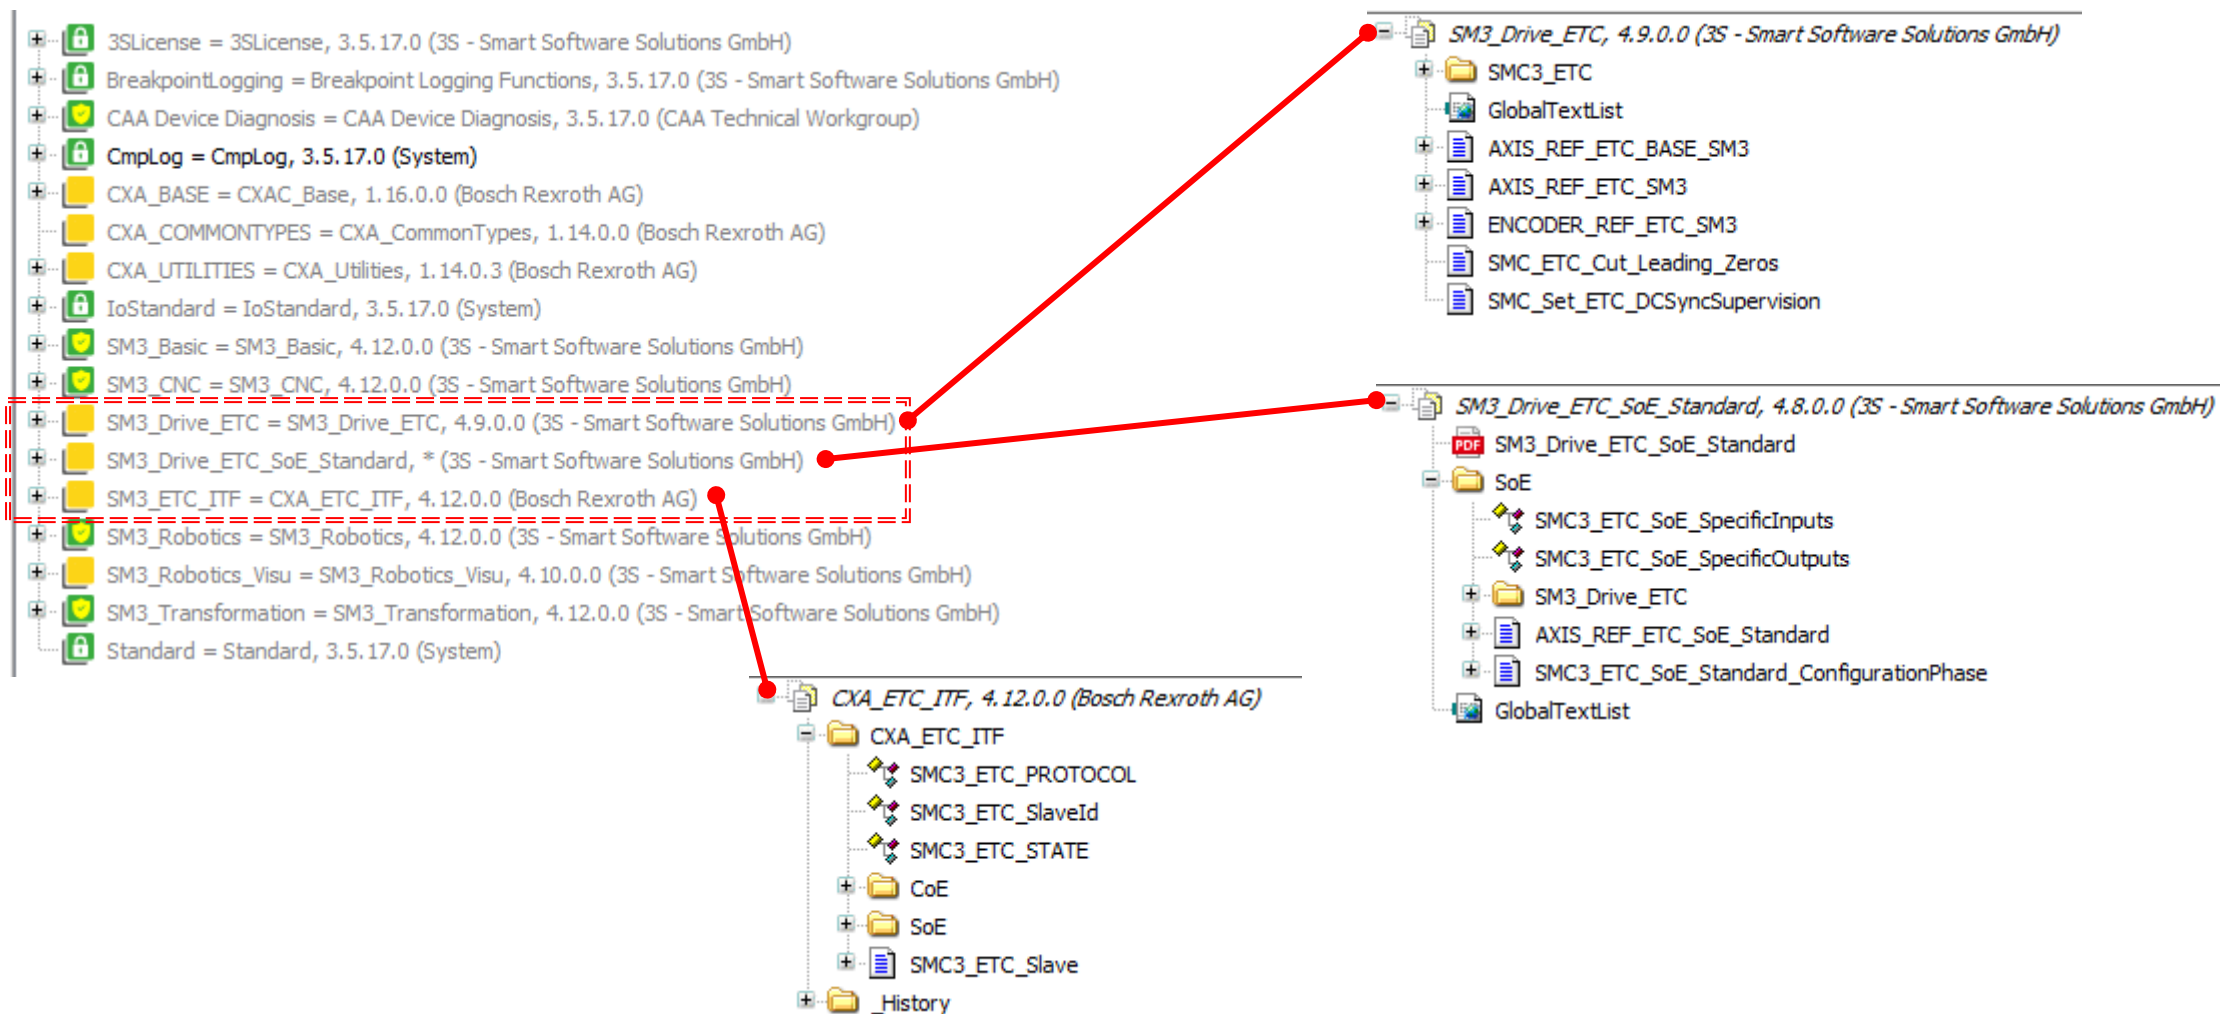 3SLicense = 3SLicense, 3.5.17.0 (3S - Smart Software Solutions GmbH)
BreakpointLogging = Breakpoint Logging Functions, 3.5.17.0 (3S - Smart Software Solutions GmbH)
CAA Device Diagnosis = CAA Device Diagnosis, 3.5.17.0 (CAA Technical Workgroup)
CmpLog = CmpLog, 3.5.17.0 (System)
CXA_BASE = CXAC_Base, 1.16.0.0 (Bosch Rexroth AG)
CXA_COMMONTYPES = CXA_CommonTypes, 1.14.0.0 (Bosch Rexroth AG)
CXA_UTILITIES = CXA_Utilities, 1.14.0.3 (Bosch Rexroth AG)
IoStandard = IoStandard, 3.5.17.0 (System)
SM3_Basic = SM3_Basic, 4.12.0.0 (3S - Smart Software Solutions GmbH)
SM3_CNC = SM3_CNC, 4.12.0.0 (3S - Smart Software Solutions GmbH)
SM3_Drive_ETC = SM3_Drive_ETC, 4.9.0.0 (3S - Smart Software Solutions GmbH)
SM3_Drive_ETC_SoE_Standard, * (3S - Smart Software Solutions GmbH)
SM3_ETC_ITF = CXA_ETC_ITF, 4.12.0.0 (Bosch Rexroth AG)
SM3_Robotics = SM3_Robotics, 4.12.0.0 (3S - Smart Software Solutions GmbH)
SM3_Robotics_Visu = SM3_Robotics_Visu, 4.10.0.0 (3S - Smart Software Solutions GmbH)
SM3_Transformation = SM3_Transformation, 4.12.0.0 (3S - Smart Software Solutions GmbH)
Standard = Standard, 3.5.17.0 (System)
SM3_Drive_ETC, 4.9.0.0 (3S - Smart Software Solutions GmbH)
SMC3_ETC
GlobalTextList
AXIS_REF_ETC_BASE_SM3
AXIS_REF_ETC_SM3
ENCODER_REF_ETC_SM3
SMC_ETC_Cut_Leading_Zeros
SMC_Set_ETC_DCSyncSupervision
SM3_Drive_ETC_SoE_Standard, 4.8.0.0 (3S - Smart Software Solutions GmbH)
PDF SM3_Drive_ETC_SoE_Standard
SoE
SMC3_ETC_SoE_SpecificInputs
SMC3_ETC_SoE_SpecificOutputs
SM3_Drive_ETC
AXIS_REF_ETC_SoE_Standard
SMC3_ETC_SoE_Standard_ConfigurationPhase
GlobalTextList
CXA_ETC_ITF, 4.12.0.0 (Bosch Rexroth AG)
CXA_ETC_ITF
SMC3_ETC_PROTOCOL
SMC3_ETC_SlaveId
SMC3_ETC_STATE
CoE
SoE
SMC3_ETC_Slave
_History